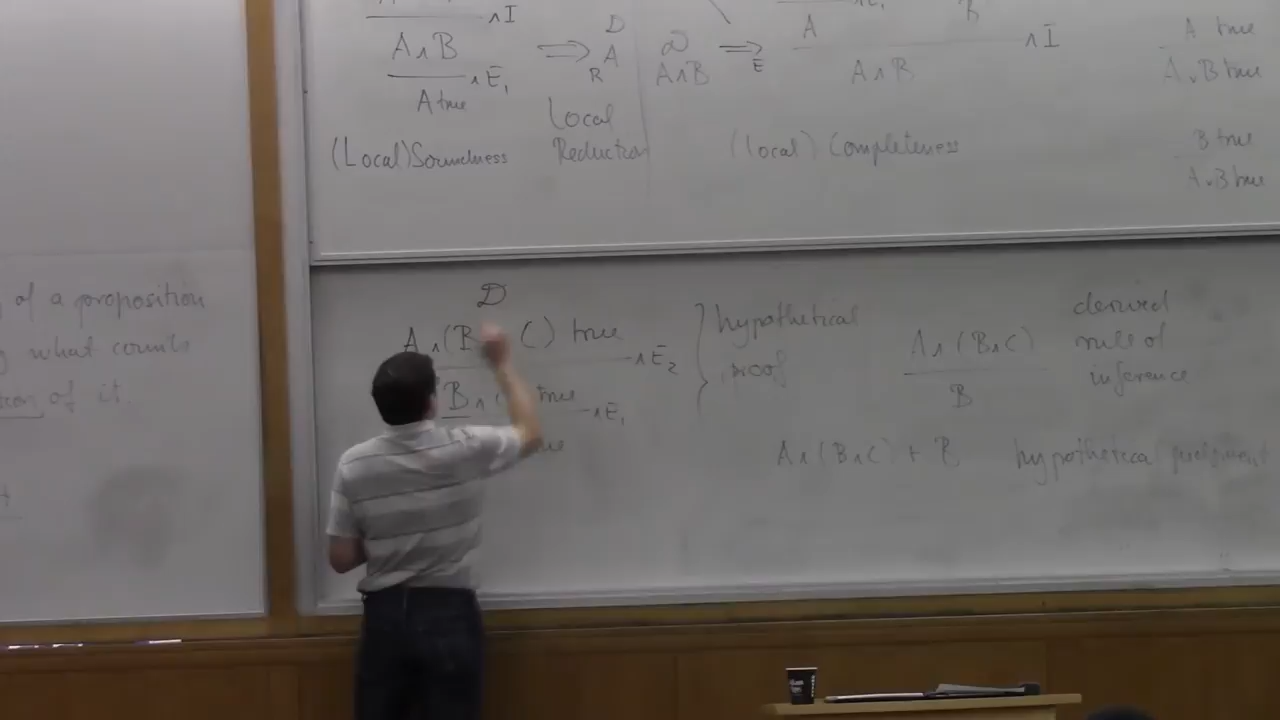 ∧I
A∧B
∧E₁
A true
(Local) Soundness
⟹R
D
A
Local
Reduction
D
A∧B
⟹E
A
B
∧I
A∧B
(local) Completeness
A true
A∨B true
B true
A∨B true
of a proposition
what counts
of it.
D
A∧(B C) true
∧E₂
B∧ true
∧E₁
hypothetical
proof
A∧(B∧C)
B
derived
rule of
inference
A∧(B∧C) ⊢ B
hypothetical judgment